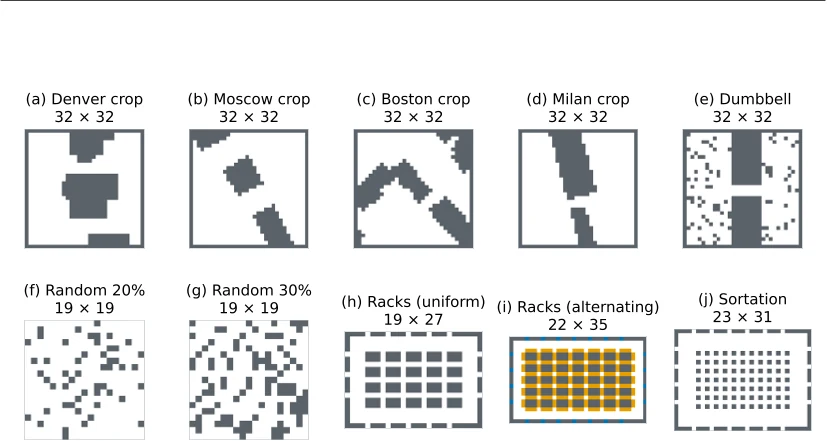 (a) Denver crop
32 × 32
(b) Moscow crop
32 × 32
(c) Boston crop
32 × 32
(d) Milan crop
32 × 32
(e) Dumbbell
32 × 32
(f) Random 20%
19 × 19
(g) Random 30%
19 × 19
(h) Racks (uniform)
19 × 27
(i) Racks (alternating)
22 × 35
(j) Sortation
23 × 31